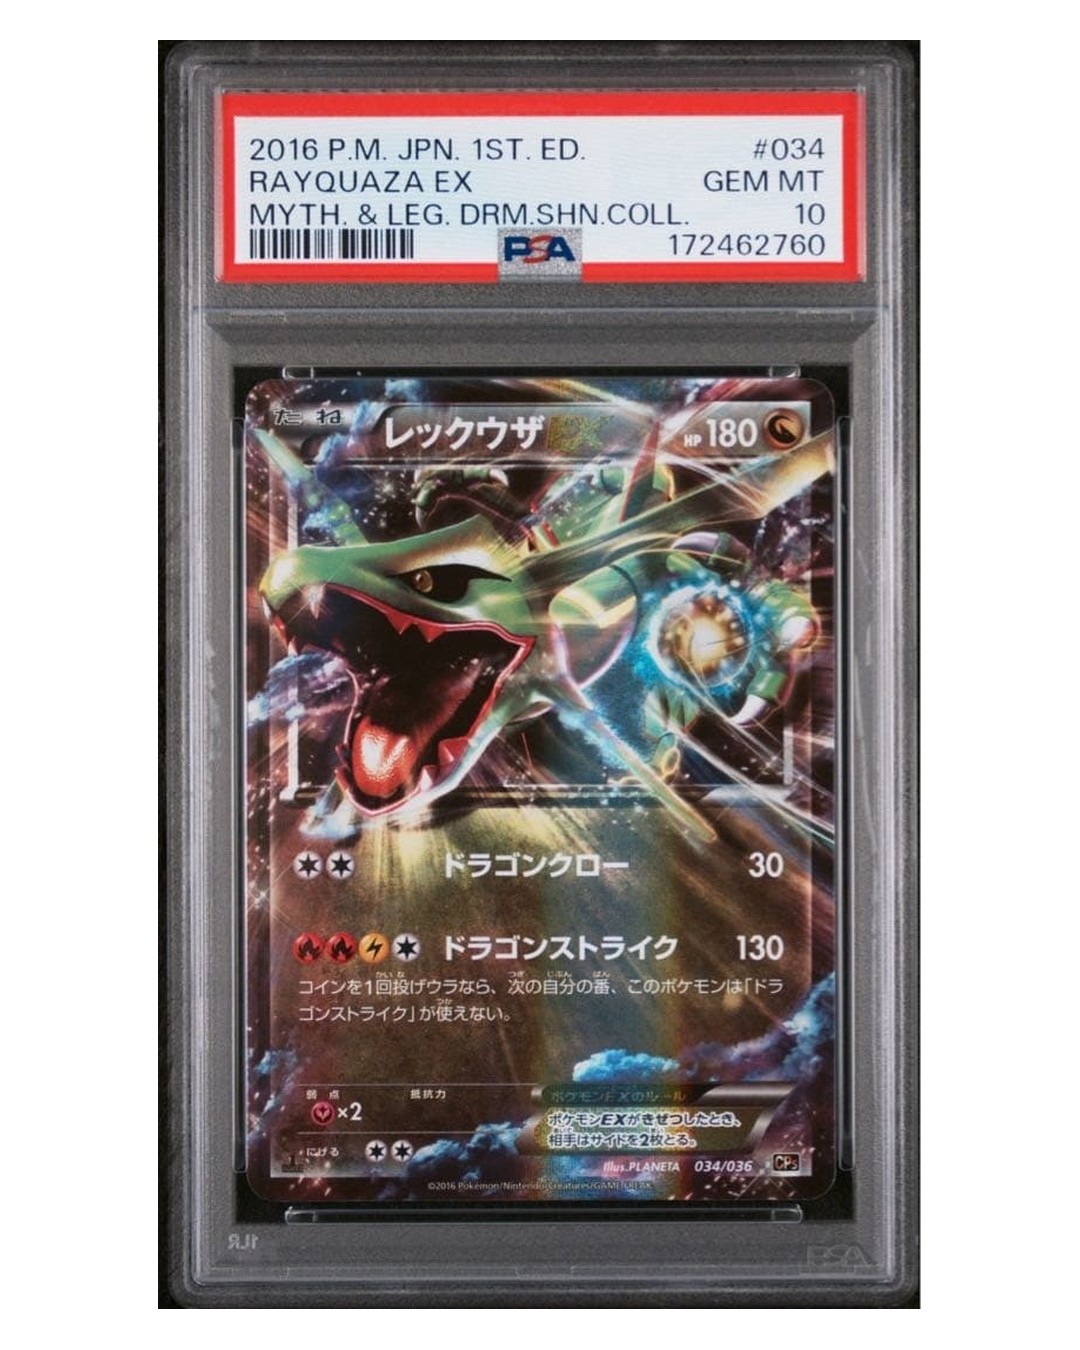 2016 P.M. JPN. 1ST. ED. #034
RAYQUAZA EX GEM MT
MYTH. & LEG. DRM.SHN.COLL. 10
PSA 172462760
たね レックウザEX HP180
ドラゴンクロー 30
ドラゴンストライク 130
コインを1回投げウラなら、次の自分の番、このポケモンは「ドラ
ゴンストライク」が使えない。
弱点 抵抗力
×2
にげる
ポケモンEXのルール
ポケモンEXがきぜつしたとき、
相手はサイドを2枚とる。
Illus.PLANETA 034/036 CP5
©2016 Pokémon/Nintendo/Creatures/GAME FREAK.
PSA